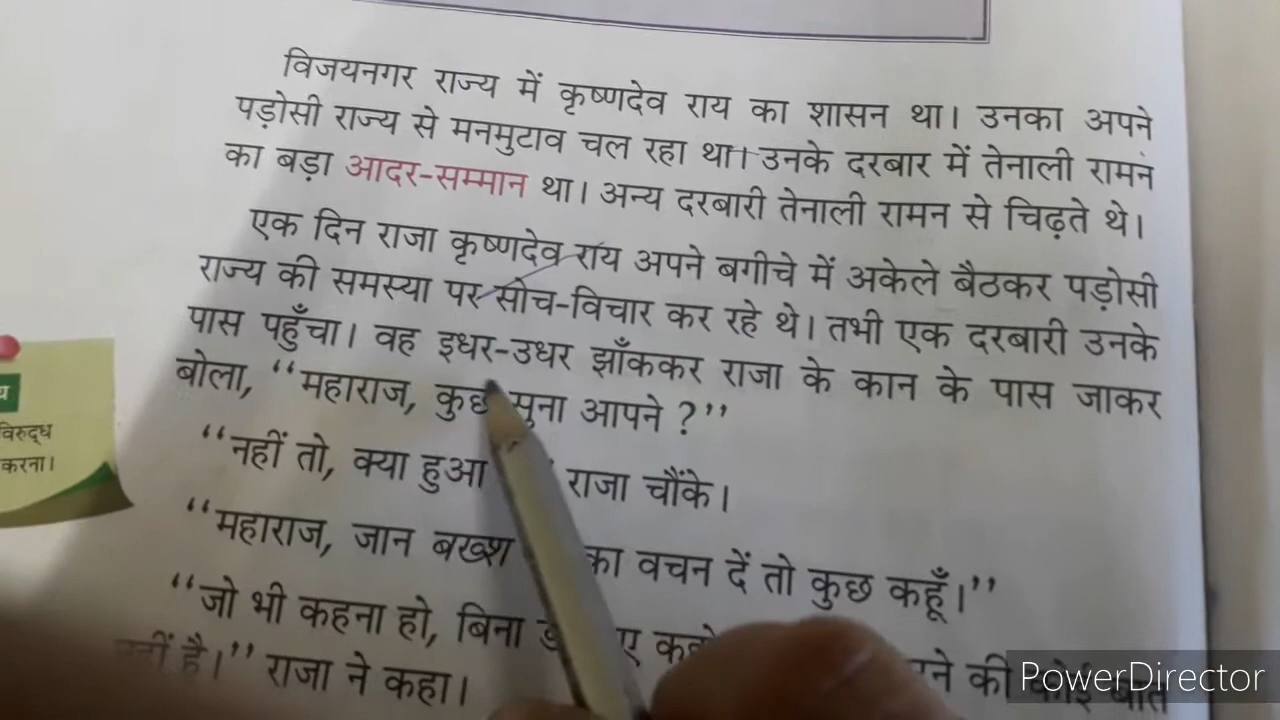 विजयनगर राज्य में कृष्णदेव राय का शासन था। उनका अपने
पड़ोसी राज्य से मनमुटाव चल रहा था। उनके दरबार में तेनाली रामन
का बड़ा आदर-सम्मान था। अन्य दरबारी तेनाली रामन से चिढ़ते थे।
एक दिन राजा कृष्णदेव राय अपने बगीचे में अकेले बैठकर पड़ोसी
राज्य की समस्या पर सोच-विचार कर रहे थे। तभी एक दरबारी उनके
पास पहुँचा। वह इधर-उधर झाँककर राजा के कान के पास जाकर
बोला, “महाराज, कुछ सुना आपने ?”
“नहीं तो, क्या हुआ राजा चौंके।
“महाराज, जान बख्श का वचन दें तो कुछ कहूँ।”
“जो भी कहना हो, बिना की कोई बात
नहीं है।” राजा ने कहा।
विरुद्ध
करना।
PowerDirector